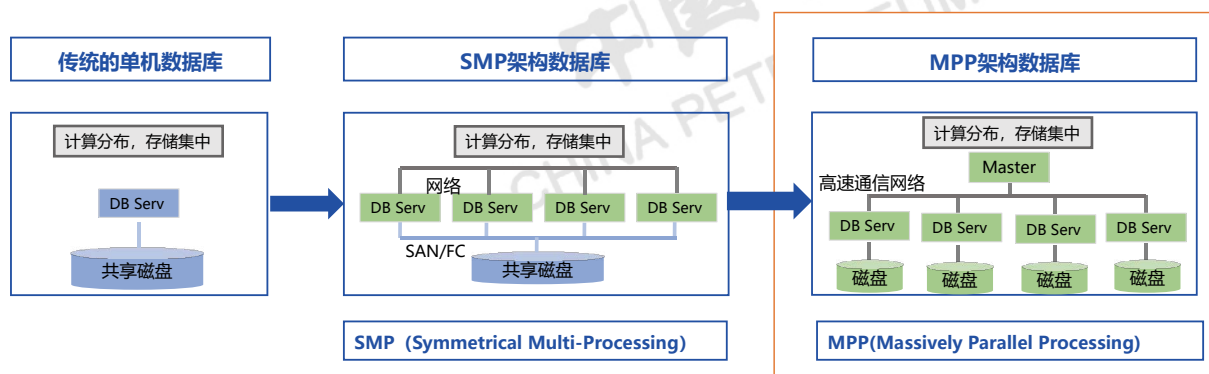 传统的单机数据库
SMP架构数据库
MPP架构数据库
计算分布，存储集中
DB Serv
共享磁盘
计算分布，存储集中
网络
DB Serv
DB Serv
DB Serv
DB Serv
SAN/FC
共享磁盘
计算分布，存储集中
Master
高速通信网络
DB Serv
DB Serv
DB Serv
DB Serv
磁盘
磁盘
磁盘
磁盘
SMP（Symmetrical Multi-Processing）
MPP(Massively Parallel Processing)
CHINA PET